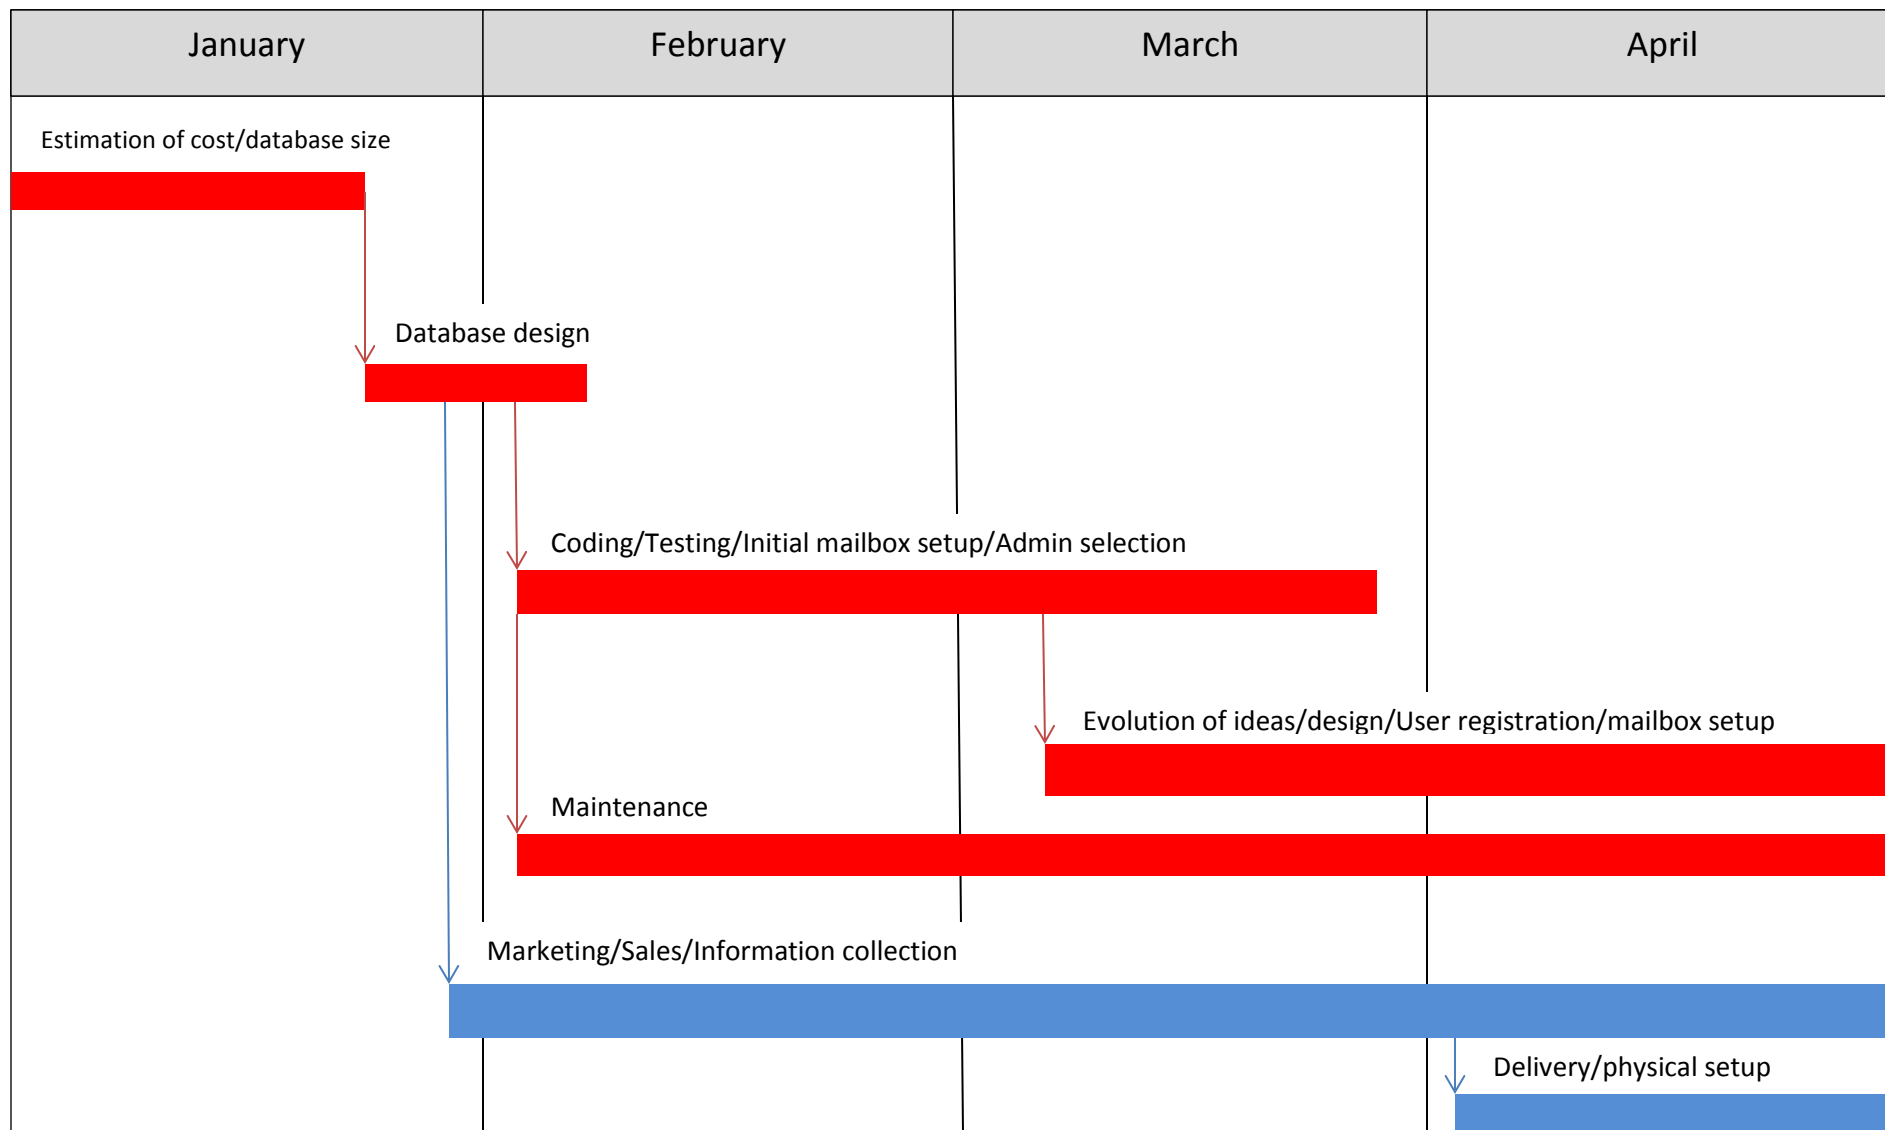 January
February
March
April
Estimation of cost/database size
Database design
Coding/Testing/Initial mailbox setup/Admin selection
Evolution of ideas/design/User registration/mailbox setup
Maintenance
Marketing/Sales/Information collection
Delivery/physical setup